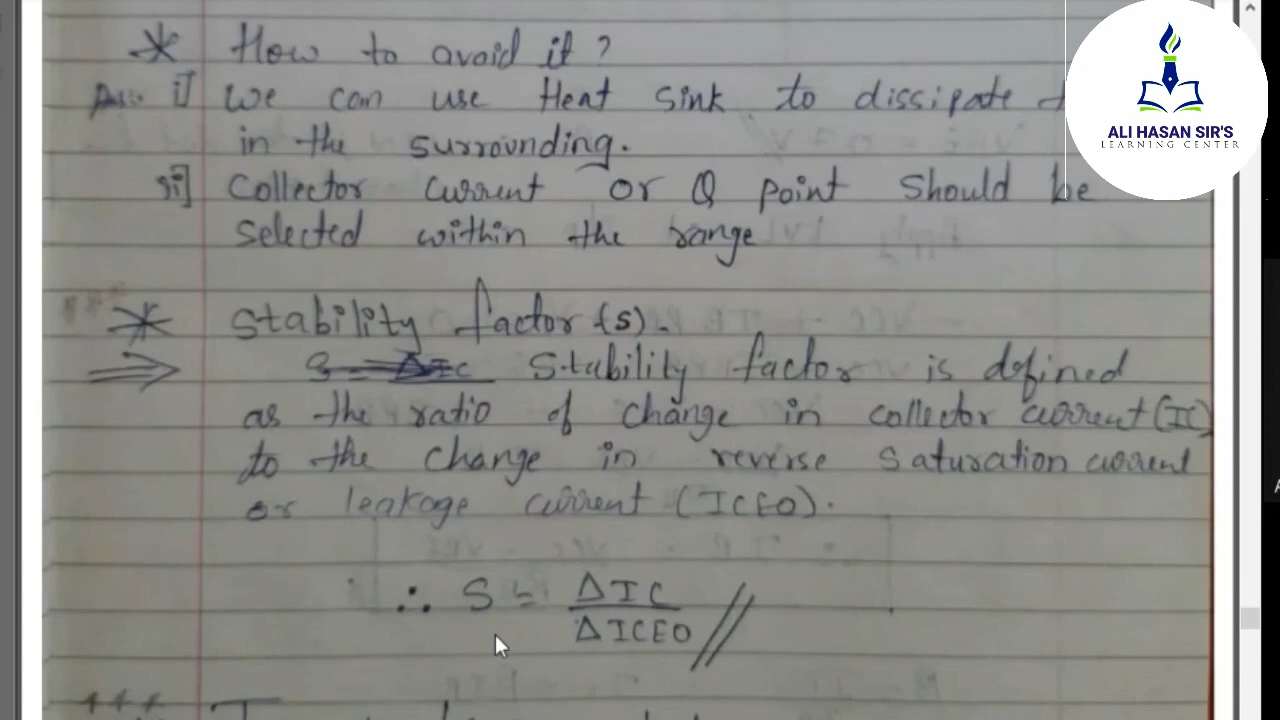 * How to avoid it?
Ans: i] We can use Heat sink to dissipate
in the surrounding.
ii] Collector current or Q point should be
selected within the range
* Stability factor (s).
⇒ Stability factor is defined
as the ratio of change in collector current (IC)
to the change in reverse saturation current
or leakage current (ICEO).
∴ S = ΔIC / ΔICEO //
ALI HASAN SIR'S
LEARNING CENTER